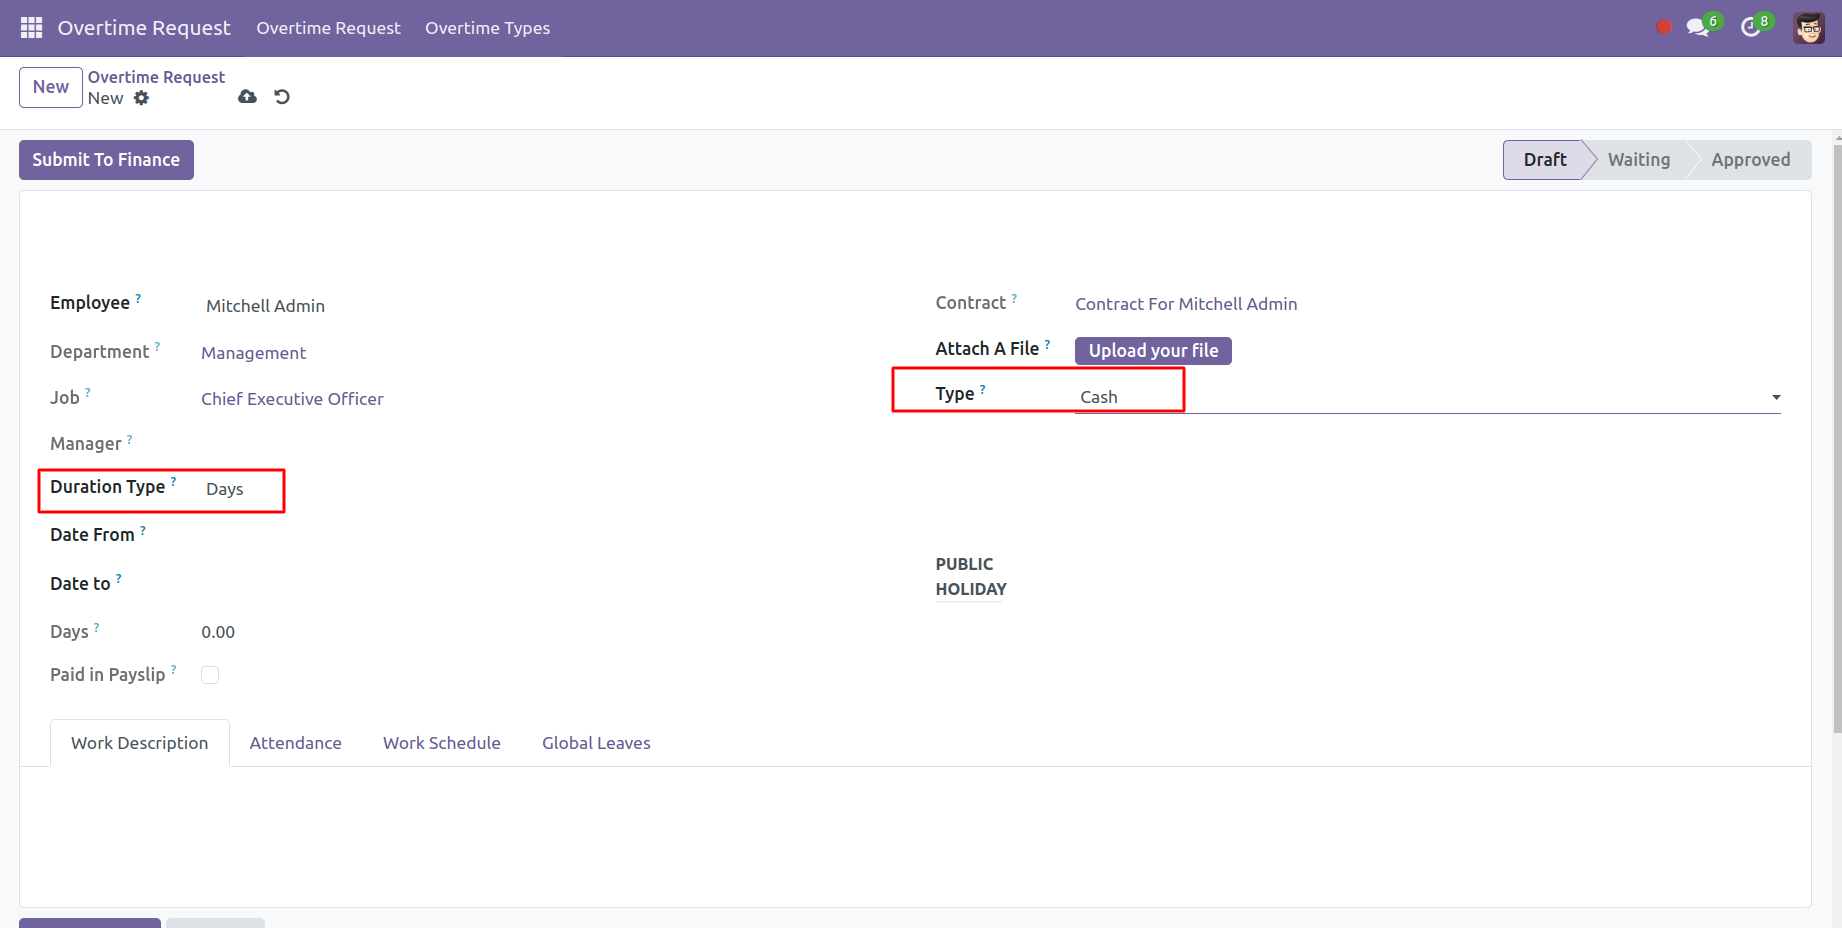 Overtime Request Overtime Request Overtime Types 6 8
New Overtime Request
New
Submit To Finance Draft Waiting Approved
Employee ? Mitchell Admin
Department ? Management
Job ? Chief Executive Officer
Manager ?
Duration Type ? Days
Date From ?
Date to ?
Days ? 0.00
Paid in Payslip ?
Contract ? Contract For Mitchell Admin
Attach A File ? Upload your file
Type ? Cash
PUBLIC
HOLIDAY
Work Description Attendance Work Schedule Global Leaves